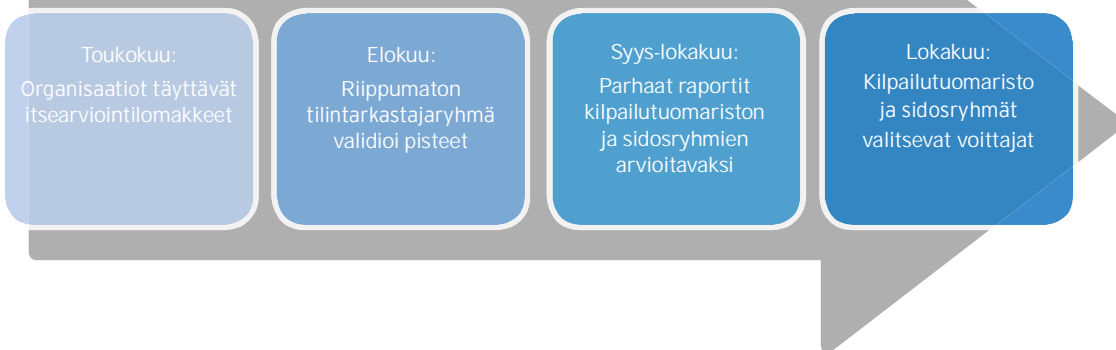 Toukokuu:
Organisaatiot täyttävät
itsearviointilomakkeet
Elokuu:
Riippumaton
tilintarkastajaryhmä
validioi pisteet
Syys-lokakuu:
Parhaat raportit
kilpailutuomariston
ja sidosryhmien
arvioitavaksi
Lokakuu:
Kilpailutuomaristo
ja sidosryhmät
valitsevat voittajat